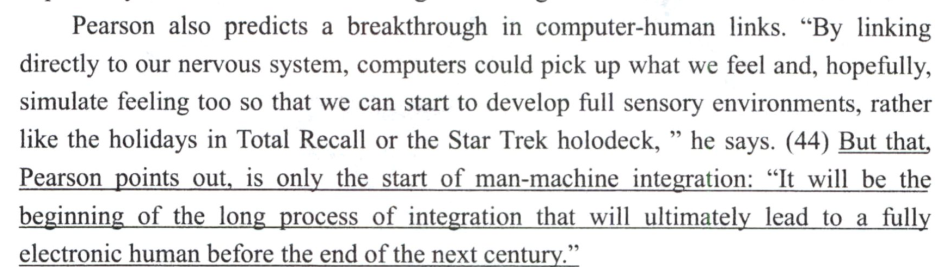 Pearson also predicts a breakthrough in computer-human links. “By linking
directly to our nervous system, computers could pick up what we feel and, hopefully,
simulate feeling too so that we can start to develop full sensory environments, rather
like the holidays in Total Recall or the Star Trek holodeck, ” he says. (44) But that,
Pearson points out, is only the start of man-machine integration: “It will be the
beginning of the long process of integration that will ultimately lead to a fully
electronic human before the end of the next century.”